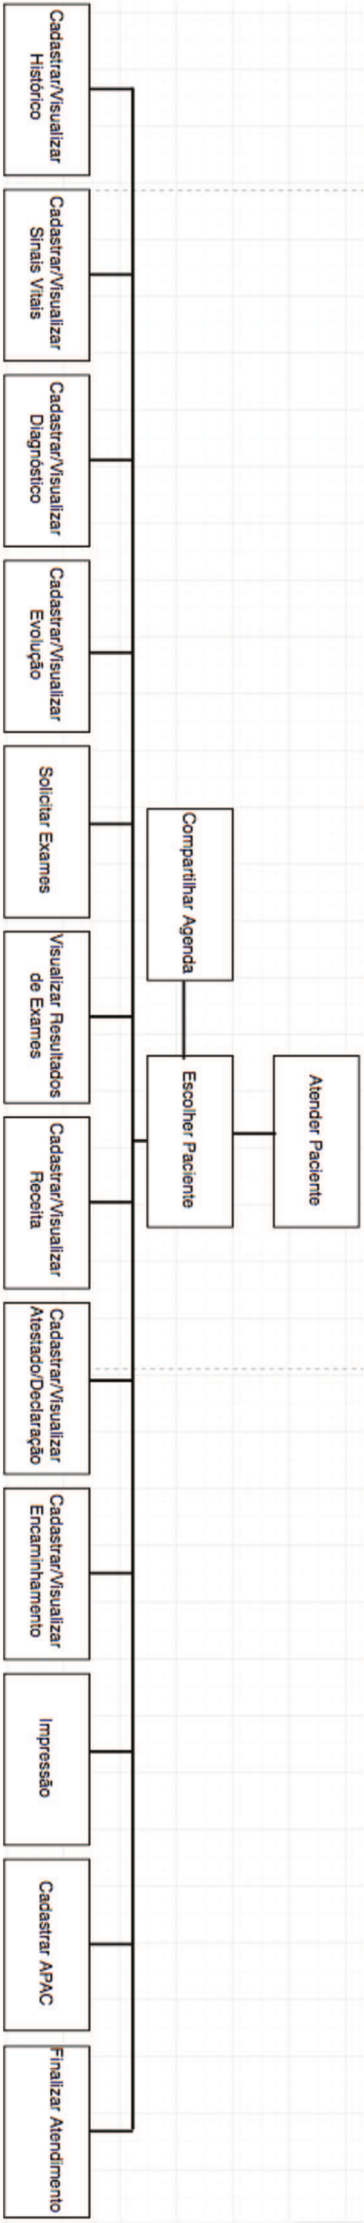 Atender Paciente
Compartilhar Agenda
Escolher Paciente
Cadastrar/Visualizar
Histórico
Cadastrar/Visualizar
Sinais Vitais
Cadastrar/Visualizar
Diagnóstico
Cadastrar/Visualizar
Evolução
Solicitar Exames
Visualizar Resultados
de Exames
Cadastrar/Visualizar
Receita
Cadastrar/Visualizar
Atestado/Declaração
Cadastrar/Visualizar
Encaminhamento
Impressão
Cadastrar APAC
Finalizar Atendimento